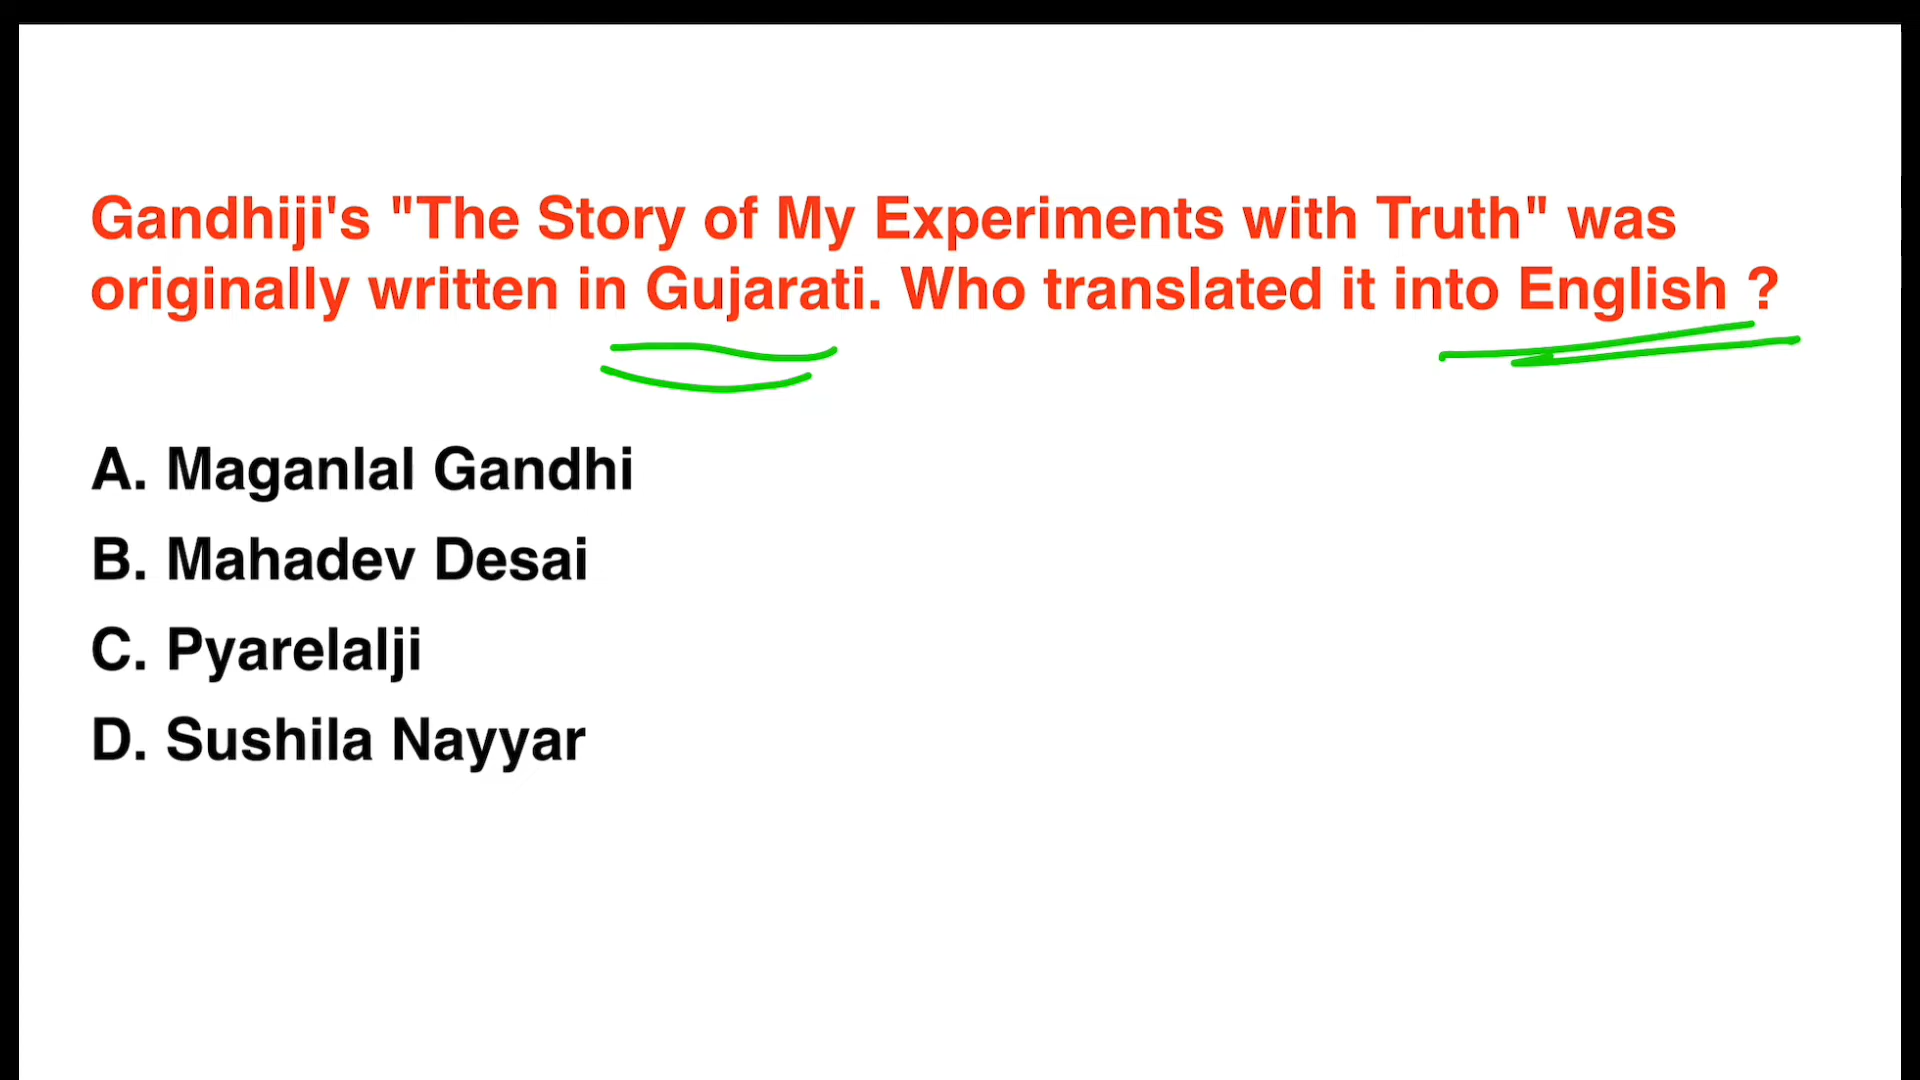 Gandhiji's "The Story of My Experiments with Truth" was
originally written in Gujarati. Who translated it into English ?
A. Maganlal Gandhi
B. Mahadev Desai
C. Pyarelalji
D. Sushila Nayyar